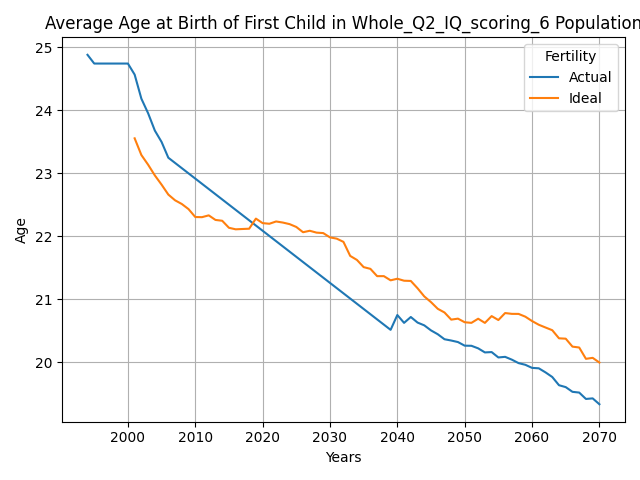 Average Age at Birth of First Child in Whole_Q2_IQ_scoring_6 Population
Fertility
Actual
Ideal
Age
25
24
23
22
21
20
2000 2010 2020 2030 2040 2050 2060 2070
Years